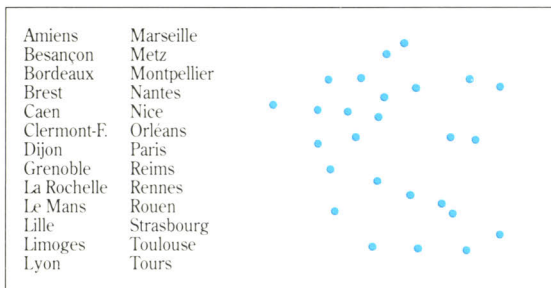 Amiens
Besançon
Bordeaux
Brest
Caen
Clermont-F.
Dijon
Grenoble
La Rochelle
Le Mans
Lille
Limoges
Lyon
Marseille
Metz
Montpellier
Nantes
Nice
Orléans
Paris
Reims
Rennes
Rouen
Strasbourg
Toulouse
Tours